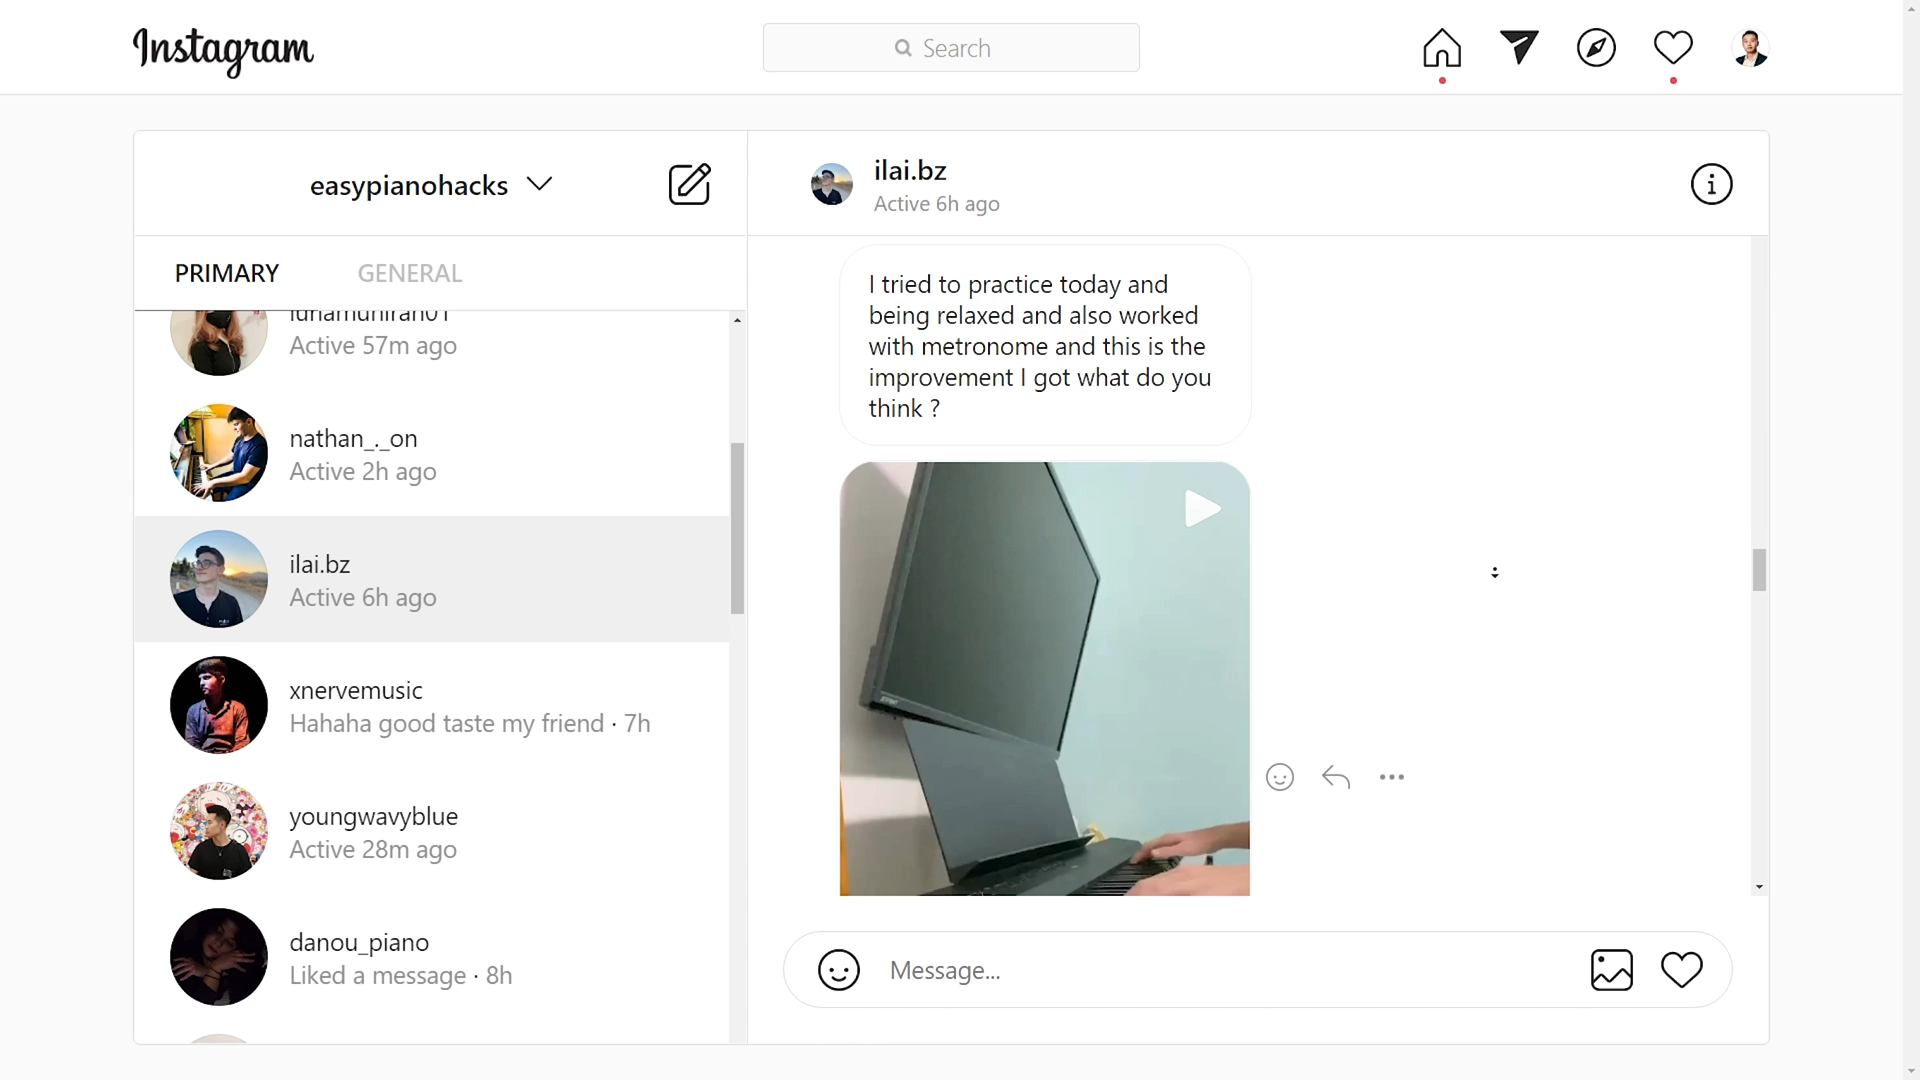 Instagram
Search
easypianohacks
ilai.bz
Active 6h ago
PRIMARY
GENERAL
Active 57m ago
nathan_._on
Active 2h ago
ilai.bz
Active 6h ago
xnervemusic
Hahaha good taste my friend · 7h
youngwavyblue
Active 28m ago
danou_piano
Liked a message · 8h
I tried to practice today and
being relaxed and also worked
with metronome and this is the
improvement I got what do you
think ?
Message...